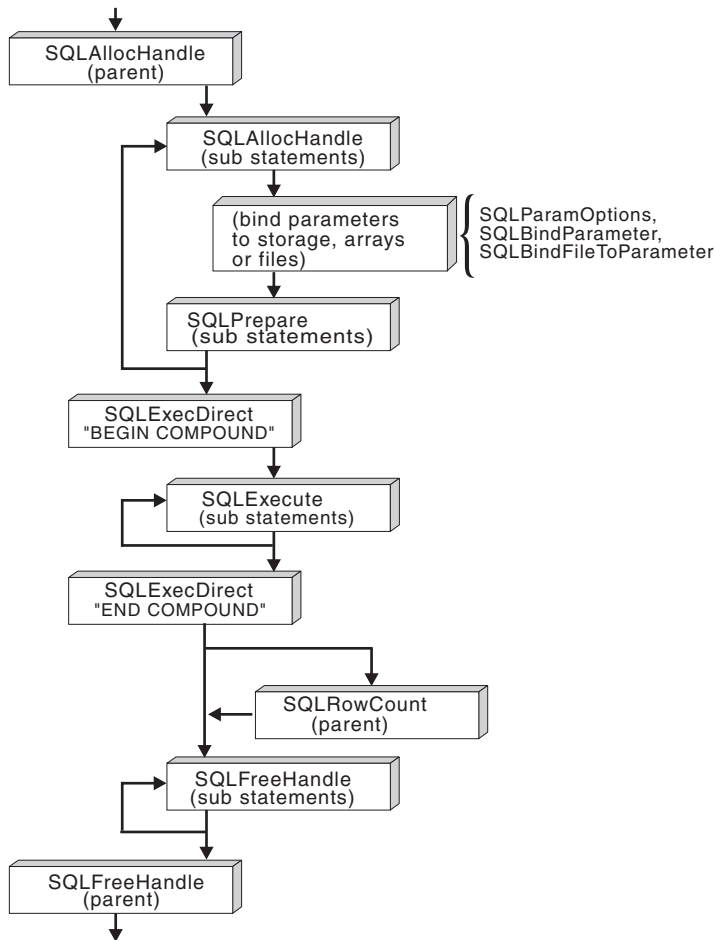 SQLAllocHandle
(parent)
SQLAllocHandle
(sub statements)
(bind parameters
to storage, arrays
or files)
SQLParamOptions,
SQLBindParameter,
SQLBindFileToParameter
SQLPrepare
(sub statements)
SQLExecDirect
"BEGIN COMPOUND"
SQLExecute
(sub statements)
SQLExecDirect
"END COMPOUND"
SQLRowCount
(parent)
SQLFreeHandle
(sub statements)
SQLFreeHandle
(parent)